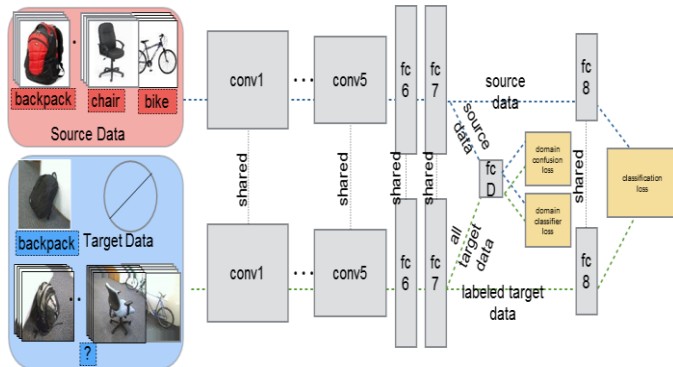 backpack
chair
bike
Source Data
backpack
Target Data
?
conv1
conv5
fc
6
fc
7
source
data
fc
8
source
data
shared
shared
shared
shared
fc
D
domain
confusion
loss
domain
classifier
loss
shared
classification
loss
all
target
data
conv1
conv5
fc
6
fc
7
labeled target
data
fc
8